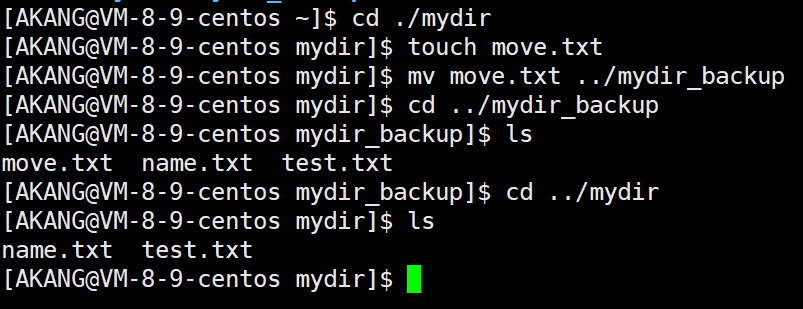 [AKANG@VM-8-9-centos ~]$ cd ./mydir
[AKANG@VM-8-9-centos mydir]$ touch move.txt
[AKANG@VM-8-9-centos mydir]$ mv move.txt ../mydir_backup
[AKANG@VM-8-9-centos mydir]$ cd ../mydir_backup
[AKANG@VM-8-9-centos mydir_backup]$ ls
move.txt  name.txt  test.txt
[AKANG@VM-8-9-centos mydir_backup]$ cd ../mydir
[AKANG@VM-8-9-centos mydir]$ ls
name.txt  test.txt
[AKANG@VM-8-9-centos mydir]$